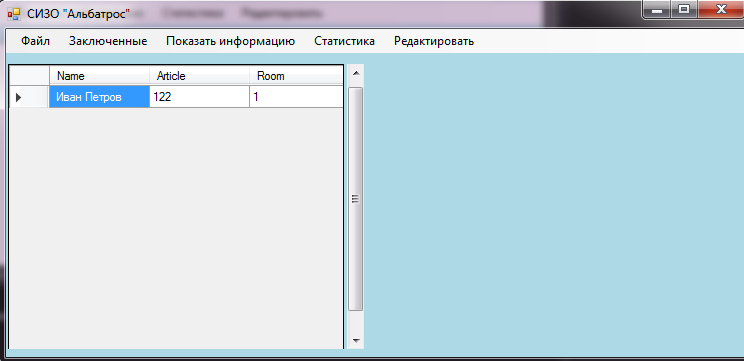 СИЗО "Альбатрос"
Файл Заключенные Показать информацию Статистика Редактировать
Name Article Room
Иван Петров 122 1